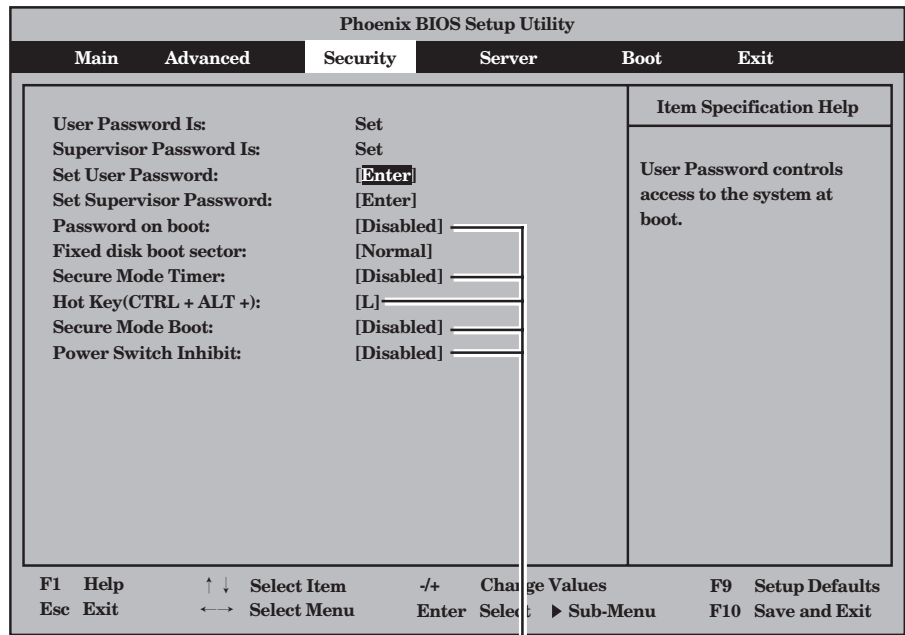 Phoenix BIOS Setup Utility
Main Advanced Security Server Boot Exit
User Password Is: Set
Supervisor Password Is: Set
Set User Password: [Enter]
Set Supervisor Password: [Enter]
Password on boot: [Disabled]
Fixed disk boot sector: [Normal]
Secure Mode Timer: [Disabled]
Hot Key(CTRL + ALT +): [L]
Secure Mode Boot: [Disabled]
Power Switch Inhibit: [Disabled]
Item Specification Help
User Password controls
access to the system at
boot.
F1 Help ↑ ↓ Select Item -/+ Change Values F9 Setup Defaults
Esc Exit ←→ Select Menu Enter Select ▶ Sub-Menu F10 Save and Exit